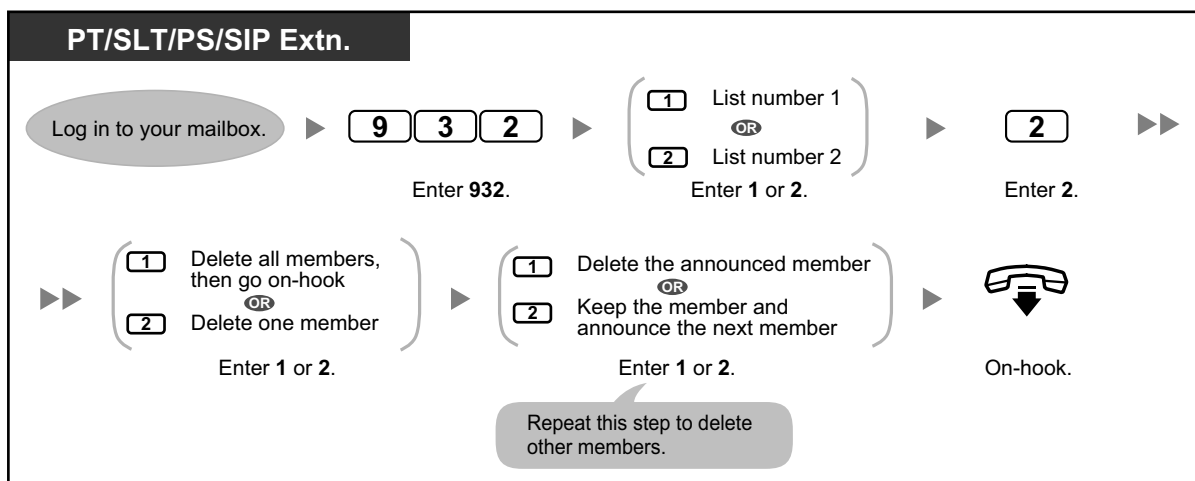 PT/SLT/PS/SIP Extn.
Log in to your mailbox.
9 3 2
Enter 932.
1 List number 1
OR
2 List number 2
Enter 1 or 2.
2
Enter 2.
1 Delete all members,
then go on-hook
OR
2 Delete one member
Enter 1 or 2.
1 Delete the announced member
OR
2 Keep the member and
announce the next member
Enter 1 or 2.
Repeat this step to delete
other members.
On-hook.